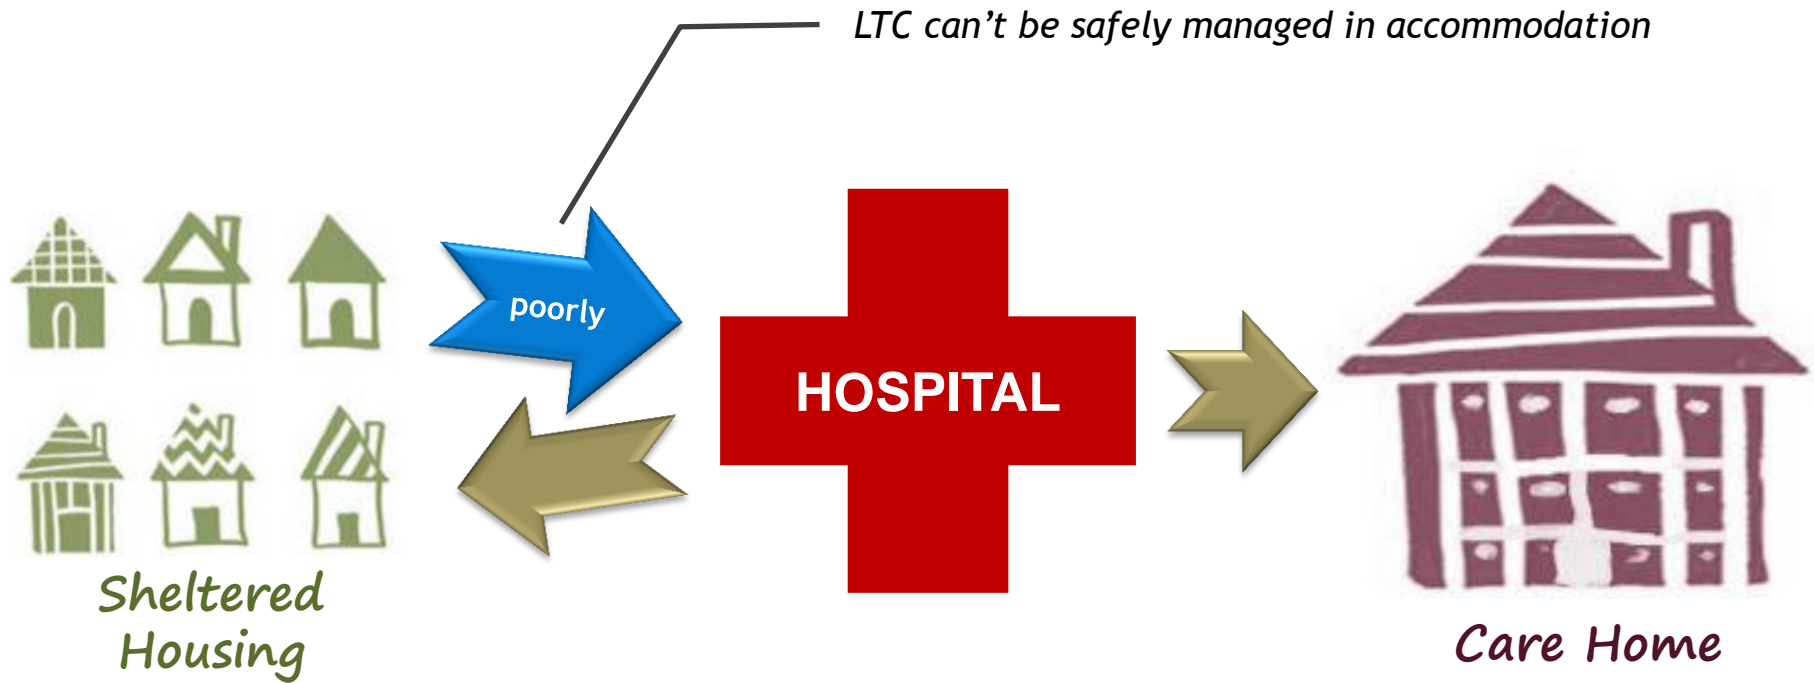 LTC can’t be safely managed in accommodation
poorly
HOSPITAL
Sheltered
Housing
Care Home